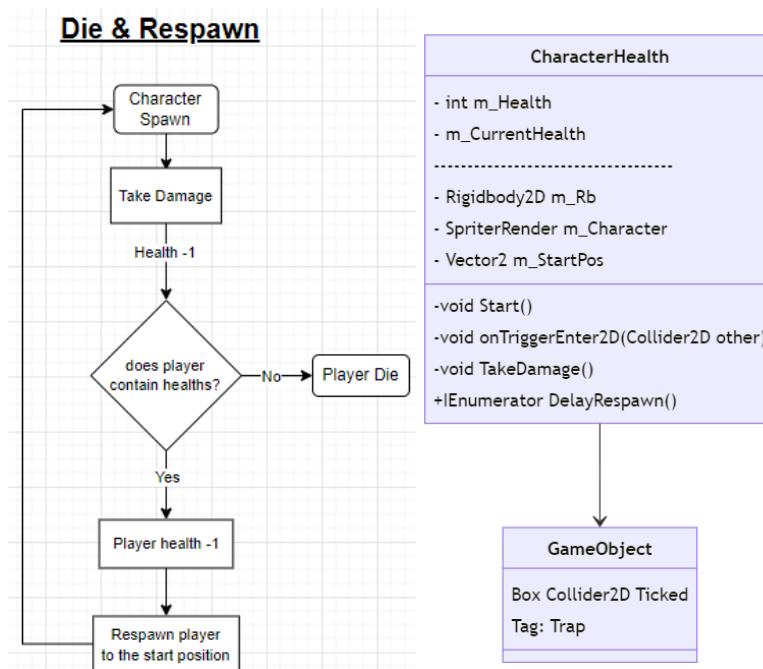 Die & Respawn
Character
Spawn
Take Damage
Health -1
does player
contain healths?
No
Player Die
Yes
Player health -1
Respawn player
to the start position
CharacterHealth
- int m_Health
- m_CurrentHealth
-----------------------------------
- Rigidbody2D m_Rb
- SpriterRender m_Character
- Vector2 m_StartPos
-void Start()
-void onTriggerEnter2D(Collider2D other)
-void TakeDamage()
+IEnumerator DelayRespawn()
GameObject
Box Collider2D Ticked
Tag: Trap